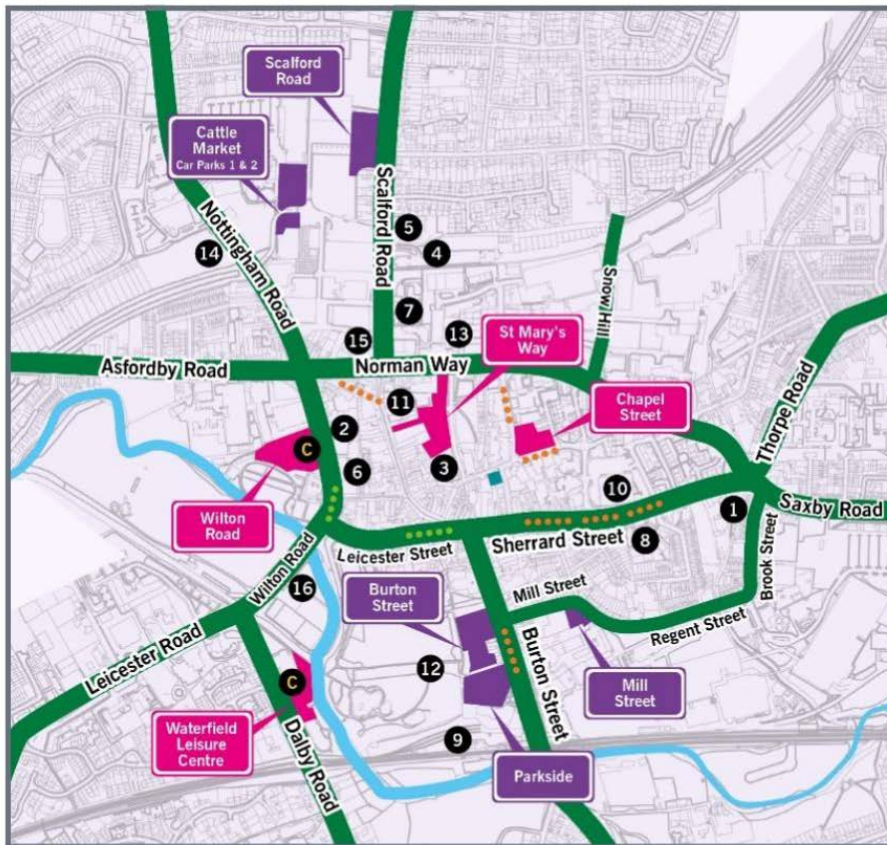 Scalford
Road
Cattle
Market
Car Parks 1 & 2
Nottingham Road
Scalford Road
5
4
14
Snow Hill
7
13
St Mary's
Way
15
Asfordby Road
Norman Way
Thorpe Road
11
Chapel
Street
2
C
3
6
10
Wilton
Road
1
Saxby Road
Sherrard Street
8
Leicester Street
Brook Street
Wilton Road
16
Burton
Street
Mill Street
Regent Street
Leicester Road
Burton Street
12
C
Mill
Street
Waterfield
Leisure
Centre
Dalby Road
9
Parkside